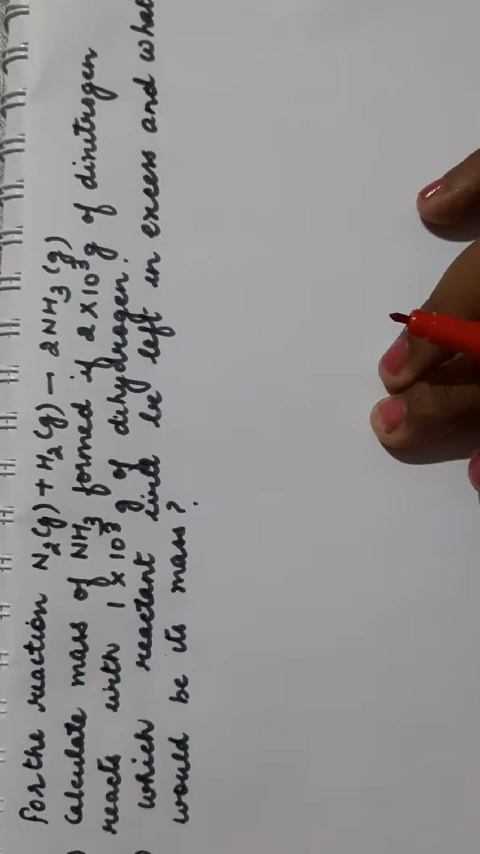 For the reaction N₂(g) + H₂(g) — 2NH₃(g)
) Calculate mass of NH₃ formed if 2 × 10³ g of dinitrogen
reacts with 1 × 10³ g of dihydrogen.
) which reactant will be left in excess and what
would be its mass?